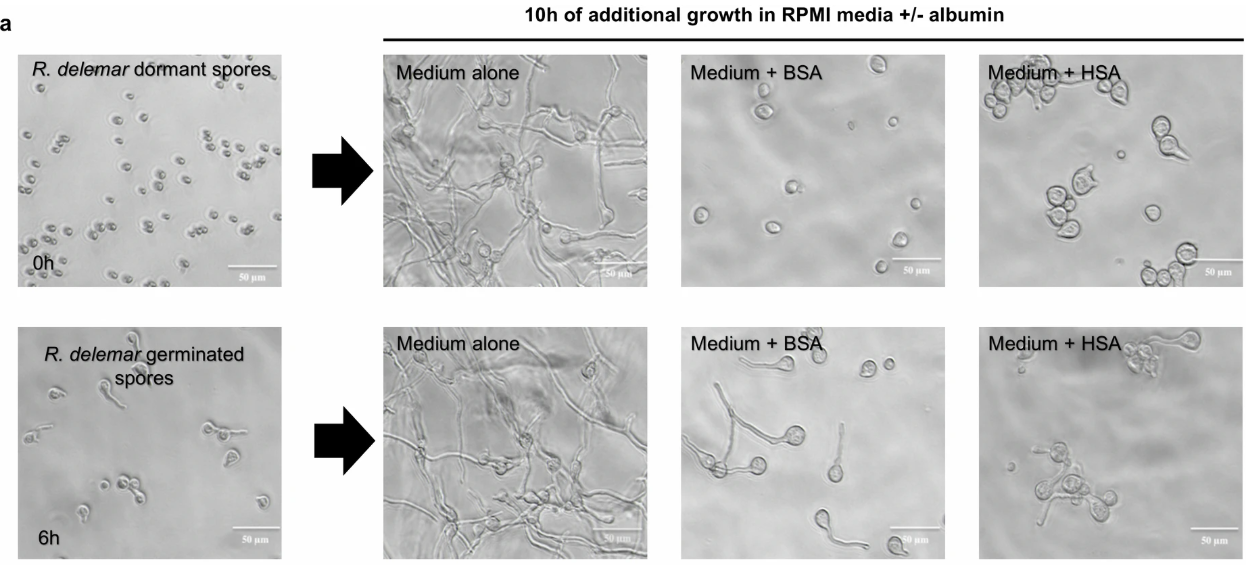 a
10h of additional growth in RPMI media +/- albumin
R. delemar dormant spores
0h
50 µm
Medium alone
50 µm
Medium + BSA
50 µm
Medium + HSA
50 µm
R. delemar germinated
spores
6h
50 µm
Medium alone
50 µm
Medium + BSA
50 µm
Medium + HSA
50 µm